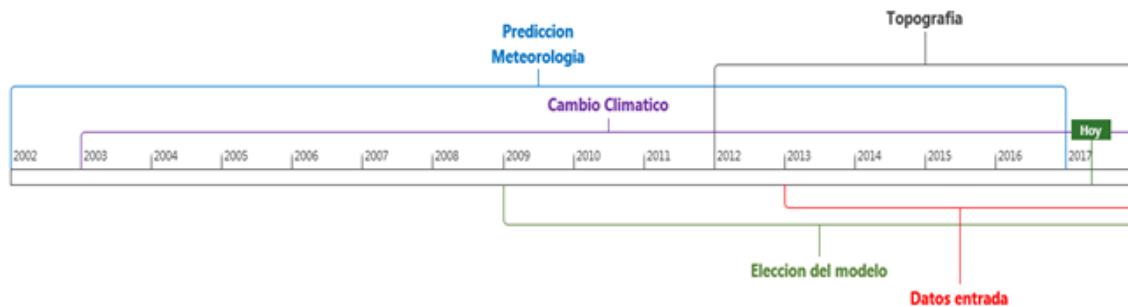 Topografia
Prediccion
Meteorologia
Cambio Climatico
Hoy
2002 2003 2004 2005 2006 2007 2008 2009 2010 2011 2012 2013 2014 2015 2016 2017
Eleccion del modelo
Datos entrada